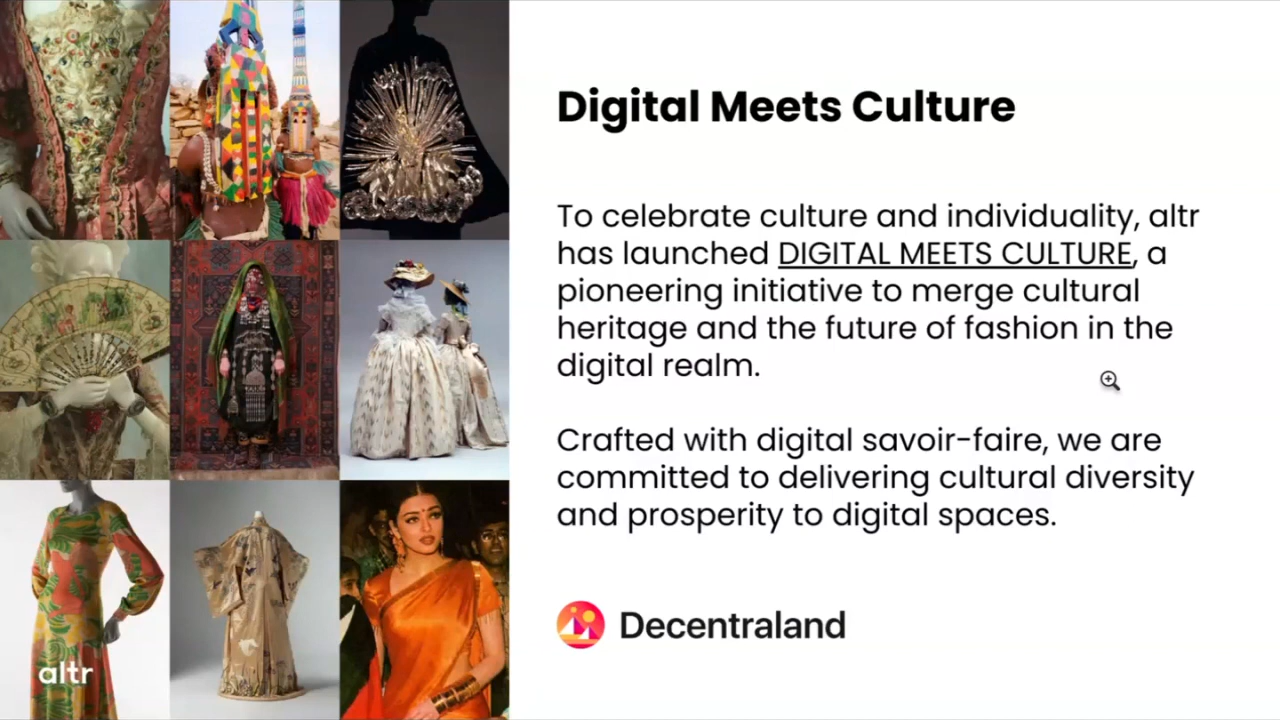 Digital Meets Culture
To celebrate culture and individuality, altr
has launched DIGITAL MEETS CULTURE, a
pioneering initiative to merge cultural
heritage and the future of fashion in the
digital realm.
Crafted with digital savoir-faire, we are
committed to delivering cultural diversity
and prosperity to digital spaces.
Decentraland
altr